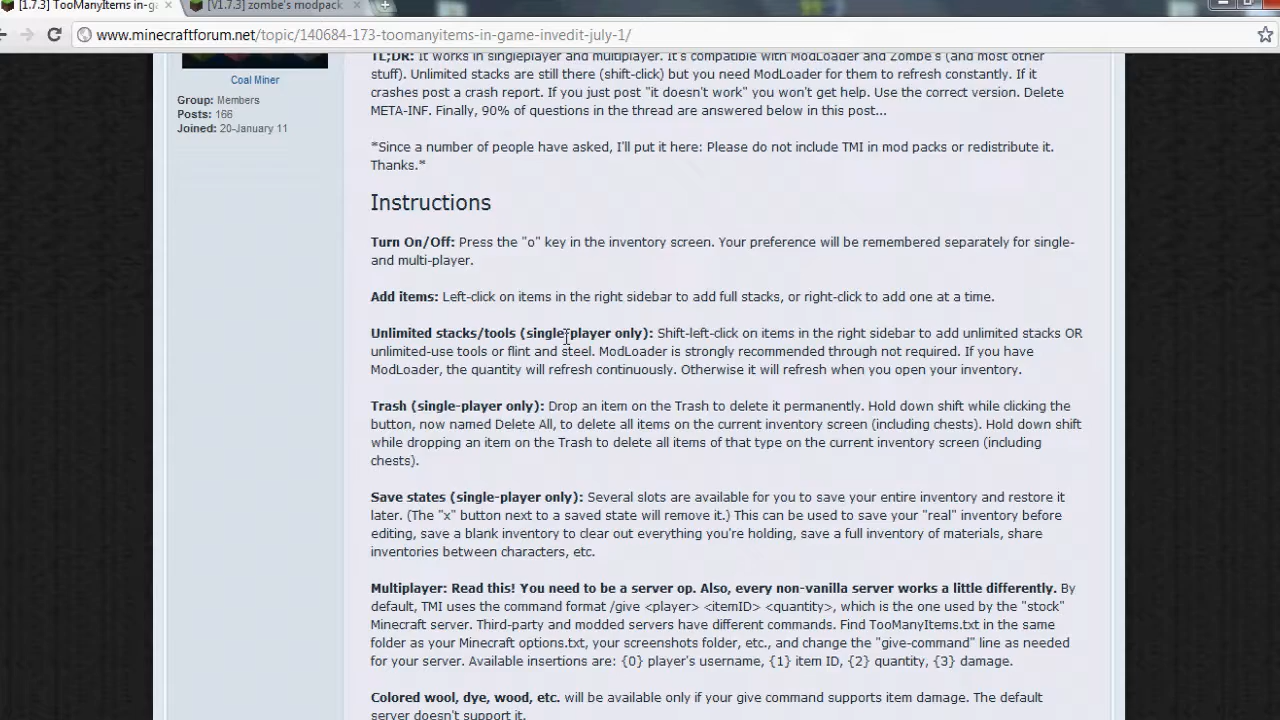 [1.7.3] TooManyItems in-ga
[V1.7.3] zombe's modpack
www.minecraftforum.net/topic/140684-173-toomanyitems-in-game-invedit-july-1/
Coal Miner
Group: Members
Posts: 166
Joined: 20-January 11
TL;DR: It works in singleplayer and multiplayer. It's compatible with ModLoader and Zombe's (and most other
stuff). Unlimited stacks are still there (shift-click) but you need ModLoader for them to refresh constantly. If it
crashes post a crash report. If you just post "it doesn't work" you won't get help. Use the correct version. Delete
META-INF. Finally, 90% of questions in the thread are answered below in this post...
*Since a number of people have asked, I'll put it here: Please do not include TMI in mod packs or redistribute it.
Thanks.*
Instructions
Turn On/Off: Press the "o" key in the inventory screen. Your preference will be remembered separately for single-
and multi-player.
Add items: Left-click on items in the right sidebar to add full stacks, or right-click to add one at a time.
Unlimited stacks/tools (single-player only): Shift-left-click on items in the right sidebar to add unlimited stacks OR
unlimited-use tools or flint and steel. ModLoader is strongly recommended through not required. If you have
ModLoader, the quantity will refresh continuously. Otherwise it will refresh when you open your inventory.
Trash (single-player only): Drop an item on the Trash to delete it permanently. Hold down shift while clicking the
button, now named Delete All, to delete all items on the current inventory screen (including chests). Hold down shift
while dropping an item on the Trash to delete all items of that type on the current inventory screen (including
chests).
Save states (single-player only): Several slots are available for you to save your entire inventory and restore it
later. (The "x" button next to a saved state will remove it.) This can be used to save your "real" inventory before
editing, save a blank inventory to clear out everything you're holding, save a full inventory of materials, share
inventories between characters, etc.
Multiplayer: Read this! You need to be a server op. Also, every non-vanilla server works a little differently. By
default, TMI uses the command format /give <player> <itemID> <quantity>, which is the one used by the "stock"
Minecraft server. Third-party and modded servers have different commands. Find TooManyItems.txt in the same
folder as your Minecraft options.txt, your screenshots folder, etc., and change the "give-command" line as needed
for your server. Available insertions are: {0} player's username, {1} item ID, {2} quantity, {3} damage.
Colored wool, dye, wood, etc. will be available only if your give command supports item damage. The default
server doesn't support it.